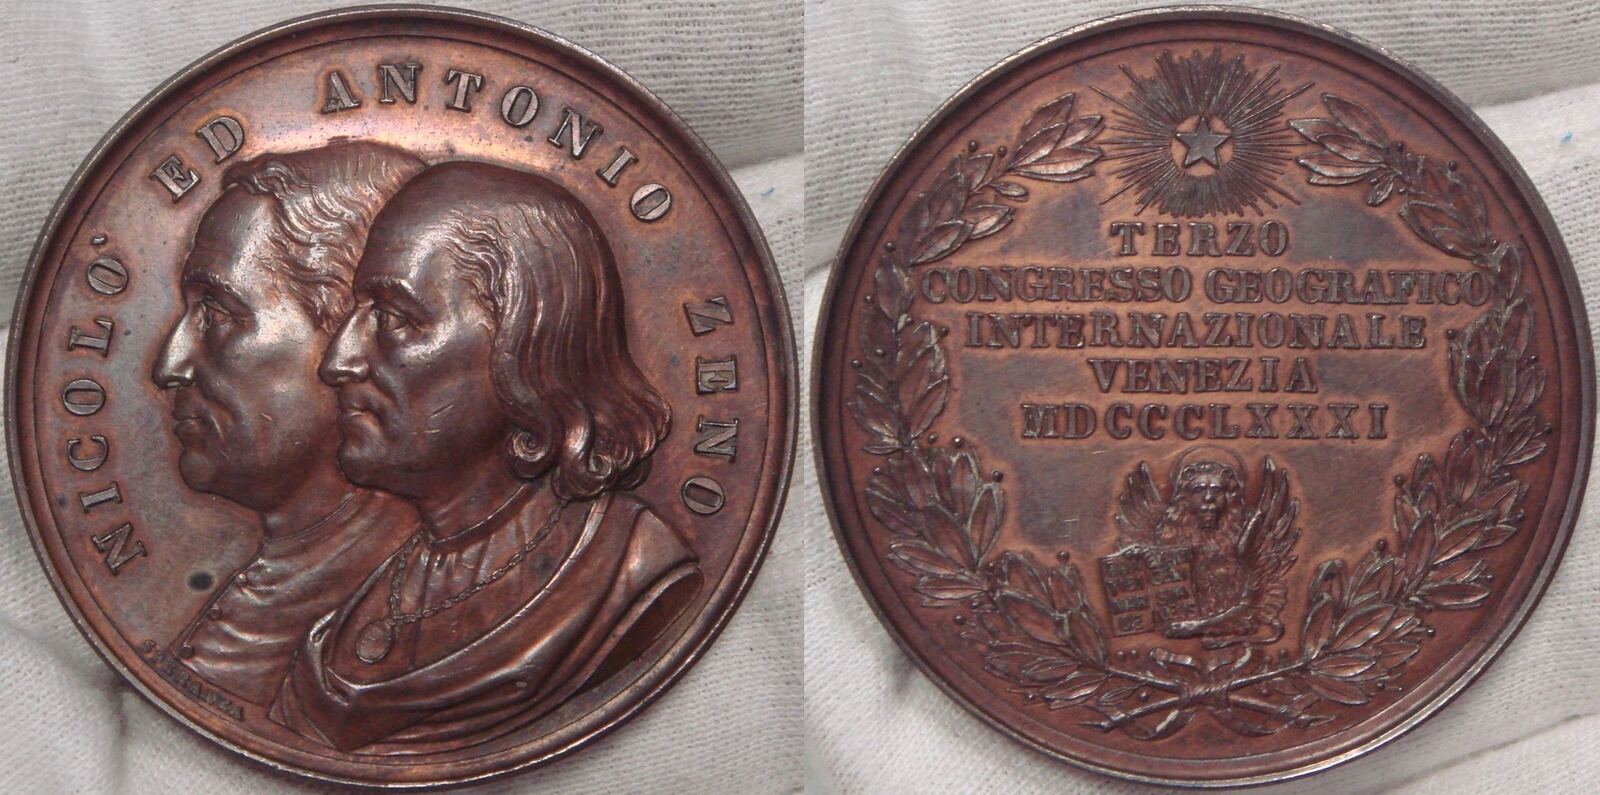 NICOLO' ED ANTONIO ZENO
TERZO
CONGRESSO GEOGRAFICO
INTERNAZIONALE
VENEZIA
MDCCCLXXXI